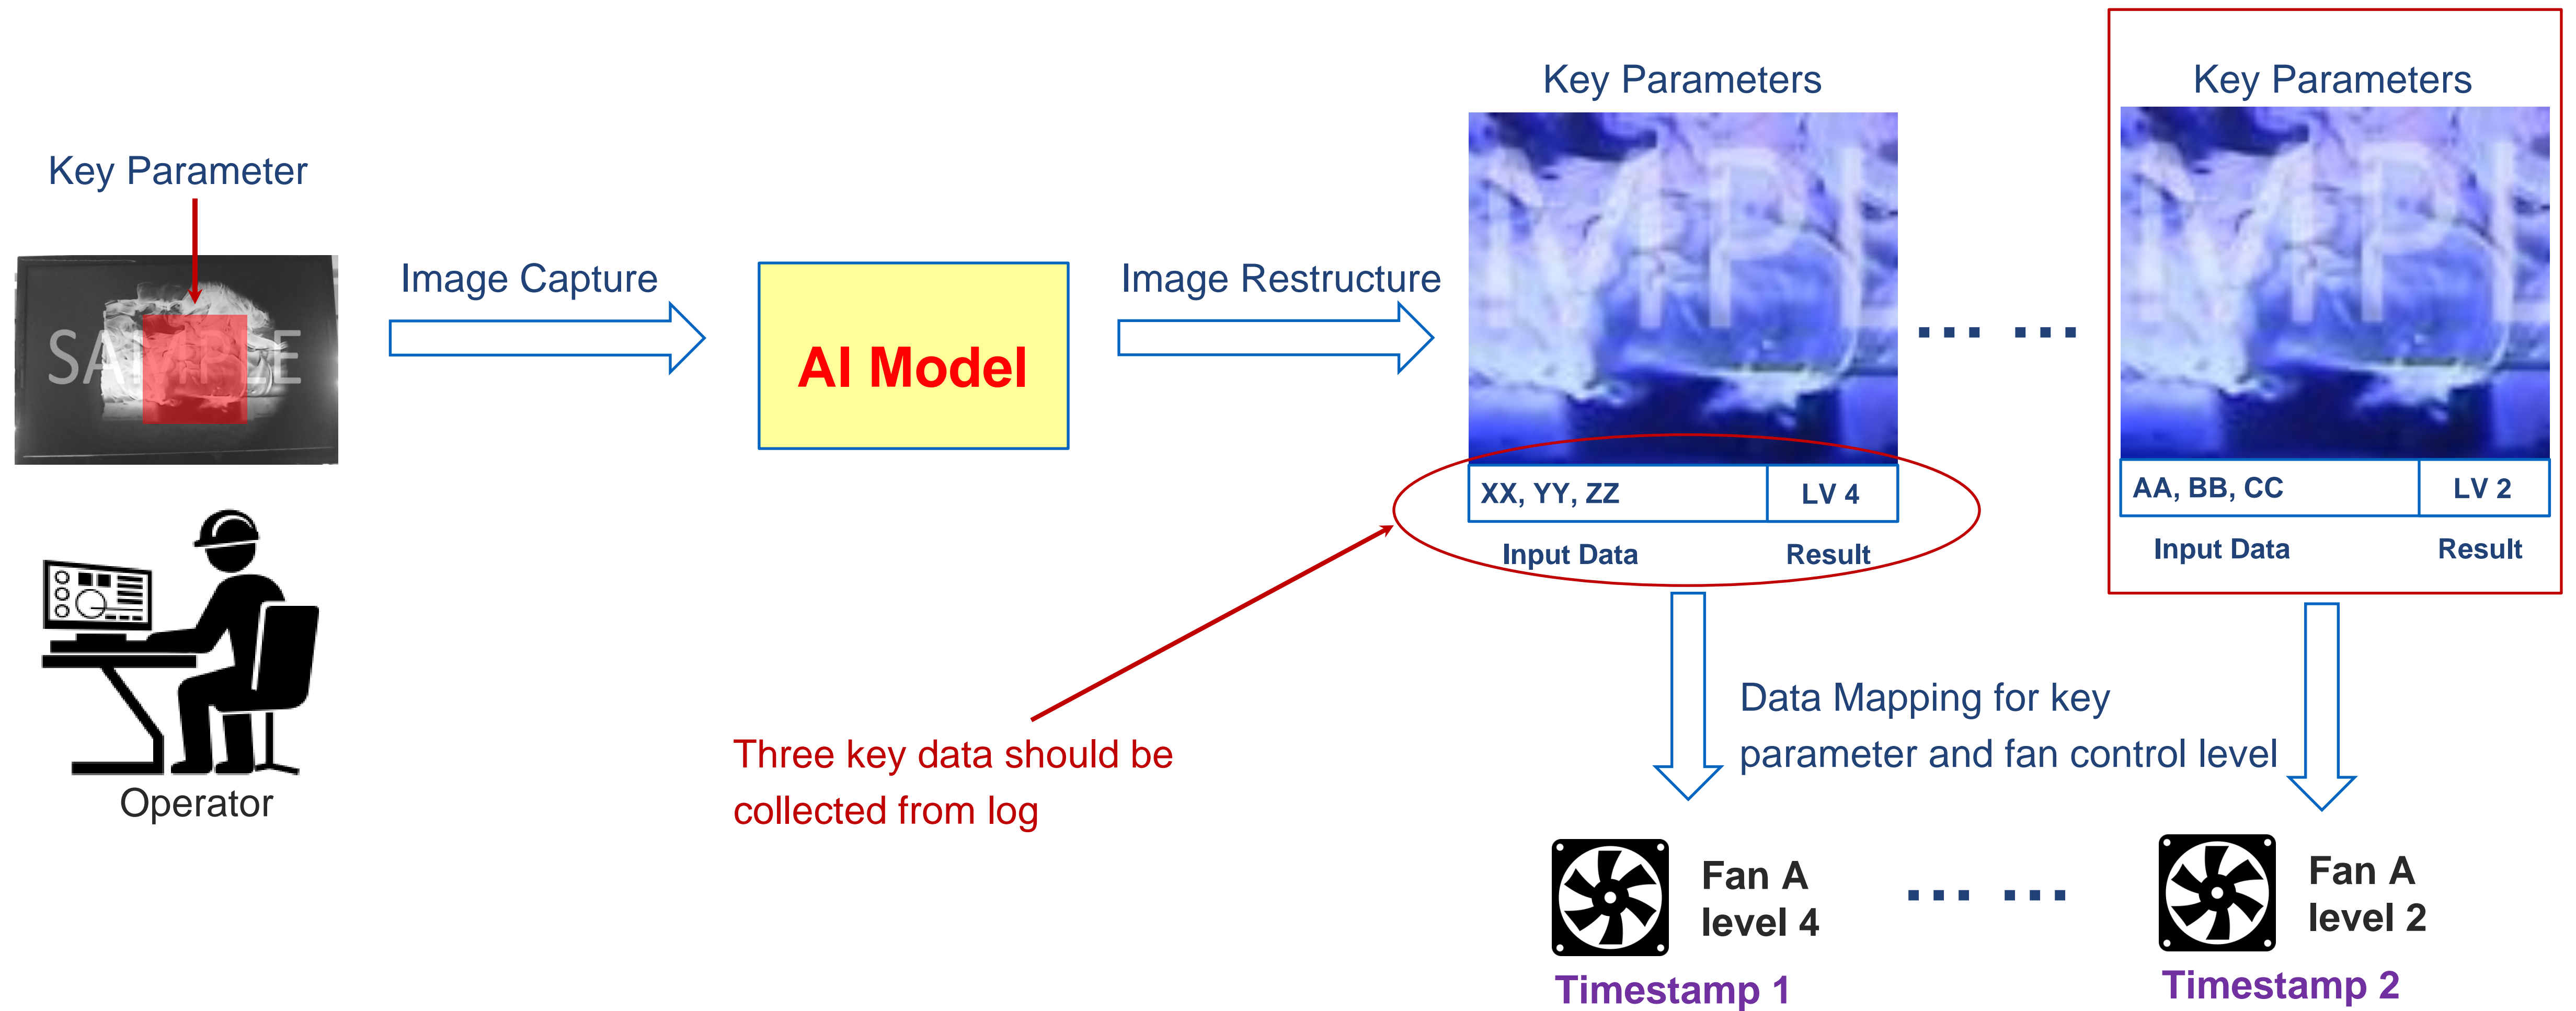 Key Parameter
SAMPLE
Operator
Image Capture
AI Model
Image Restructure
Three key data should be
collected from log
Key Parameters
XX, YY, ZZ
LV 4
Input Data
Result
... ...
Key Parameters
AA, BB, CC
LV 2
Input Data
Result
Data Mapping for key
parameter and fan control level
Fan A
level 4
Timestamp 1
... ...
Fan A
level 2
Timestamp 2